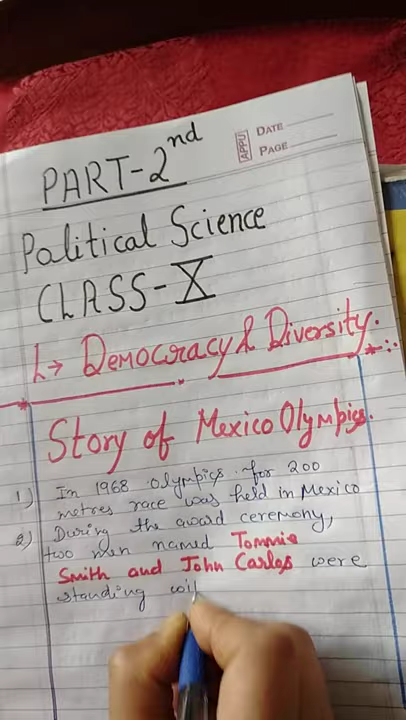 APPU
DATE
PAGE
PART-2nd
Political Science
CLASS-X
L→ Democracy & Diversity.
Story of Mexico Olympics.
1) In 1968 Olympics for 200
metres race was held in Mexico
2) During the award ceremony,
two men named Tommie
Smith and John Carlos were
standing wit